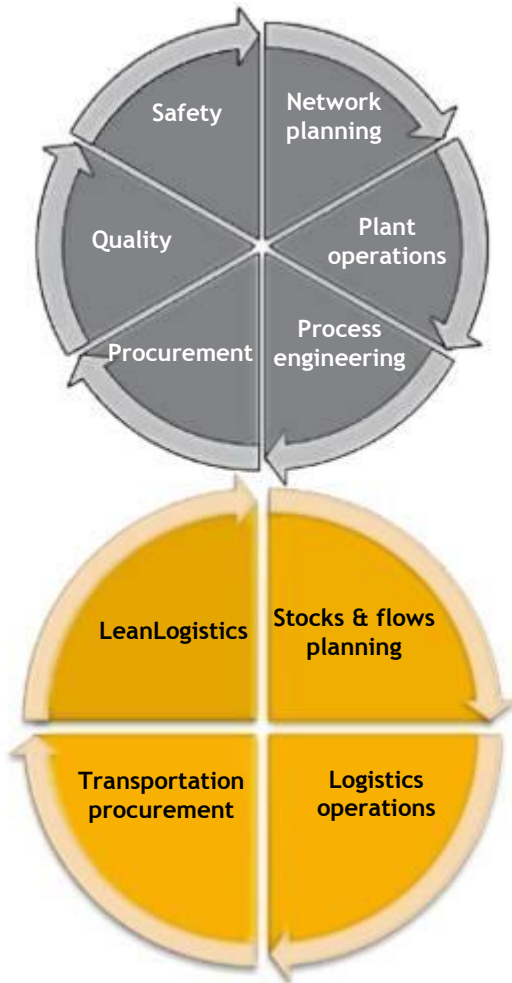 Safety
Network
planning
Quality
Plant
operations
Procurement
Process
engineering
LeanLogistics
Stocks & flows
planning
Transportation
procurement
Logistics
operations